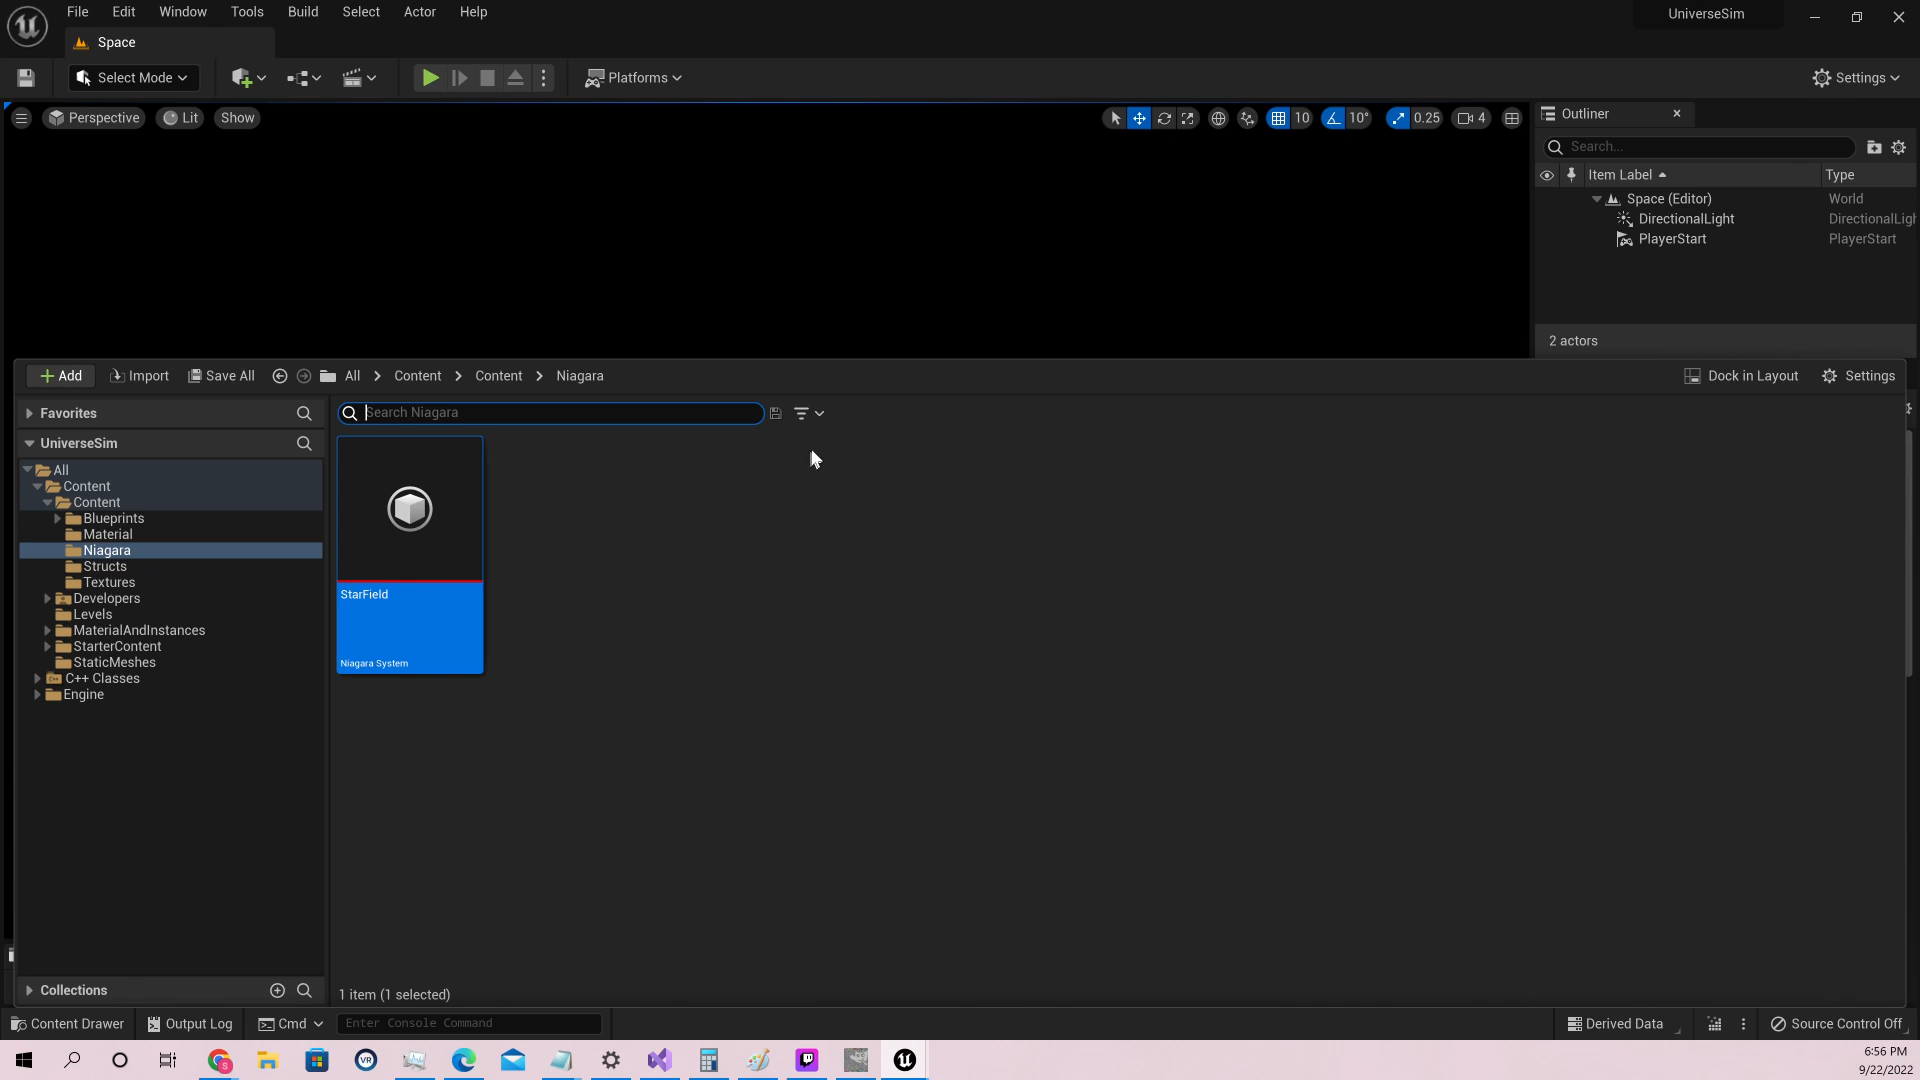 File Edit Window Tools Build Select Actor Help
UniverseSim
Space
Select Mode
Platforms
Settings
Perspective
Lit
Show
10
10°
0.25
4
Outliner
Search...
Item Label
Type
Space (Editor)
World
DirectionalLight
DirectionalLigh
PlayerStart
PlayerStart
2 actors
Add
Import
Save All
All
Content
Content
Niagara
Dock in Layout
Settings
Favorites
UniverseSim
All
Content
Content
Blueprints
Material
Niagara
Structs
Textures
Developers
Levels
MaterialAndInstances
StarterContent
StaticMeshes
C++ Classes
Engine
Collections
Search Niagara
StarField
Niagara System
1 item (1 selected)
Content Drawer
Output Log
Cmd
Enter Console Command
Derived Data
Source Control Off
6:56 PM
9/22/2022